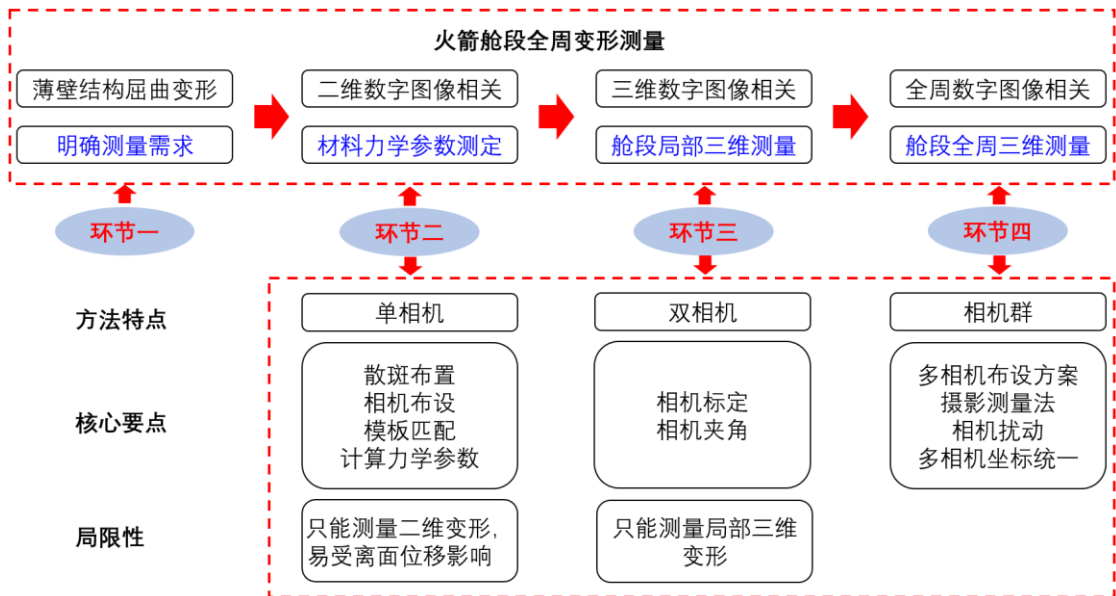 火箭舱段全周变形测量
薄壁结构屈曲变形
二维数字图像相关
三维数字图像相关
全周数字图像相关
明确测量需求
材料力学参数测定
舱段局部三维测量
舱段全周三维测量
环节一
环节二
环节三
环节四
方法特点
单相机
双相机
相机群
核心要点
散斑布置
相机布设
模板匹配
计算力学参数
相机标定
相机夹角
多相机布设方案
摄影测量法
相机扰动
多相机坐标统一
局限性
只能测量二维变形,
易受离面位移影响
只能测量局部三维
变形